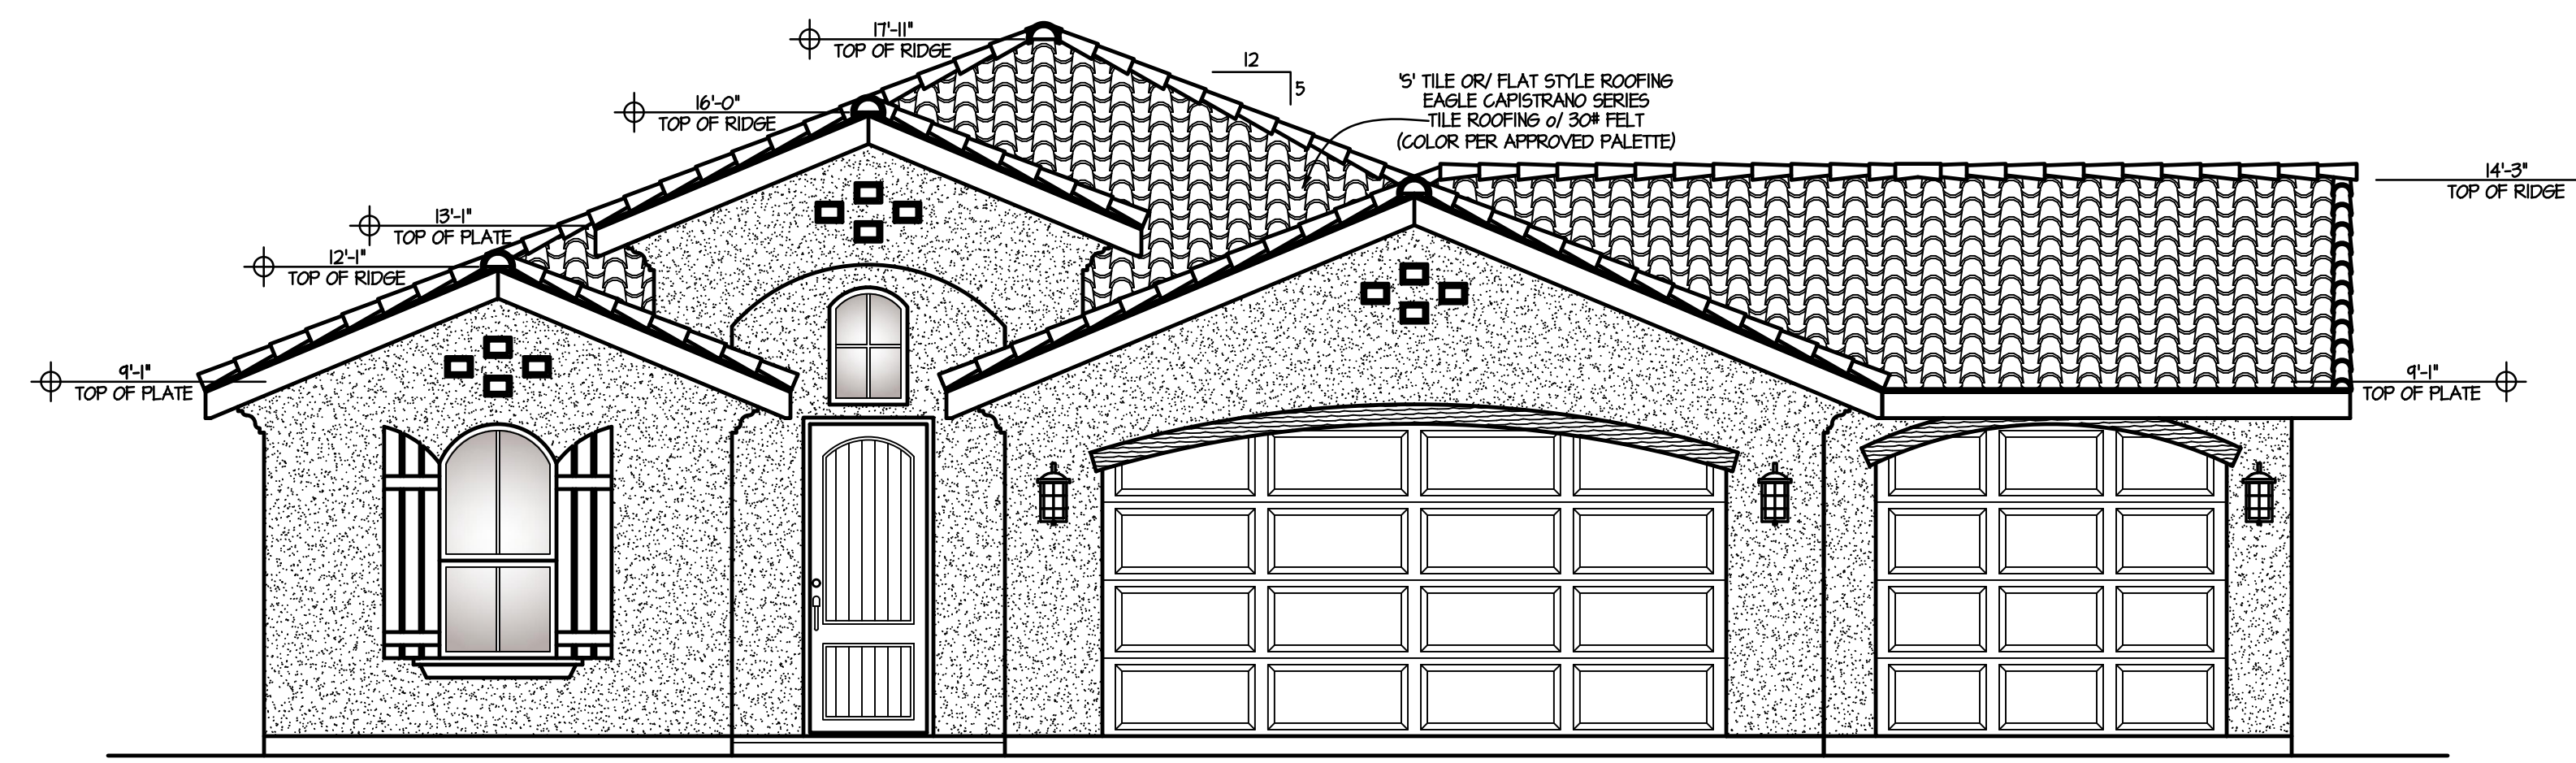 17'-11"
TOP OF RIDGE
12
5
'S' TILE OR/ FLAT STYLE ROOFING
EAGLE CAPISTRANO SERIES
TILE ROOFING o/ 30# FELT
(COLOR PER APPROVED PALETTE)
16'-0"
TOP OF RIDGE
14'-3"
TOP OF RIDGE
13'-1"
TOP OF PLATE
12'-1"
TOP OF RIDGE
9'-1"
TOP OF PLATE
9'-1"
TOP OF PLATE